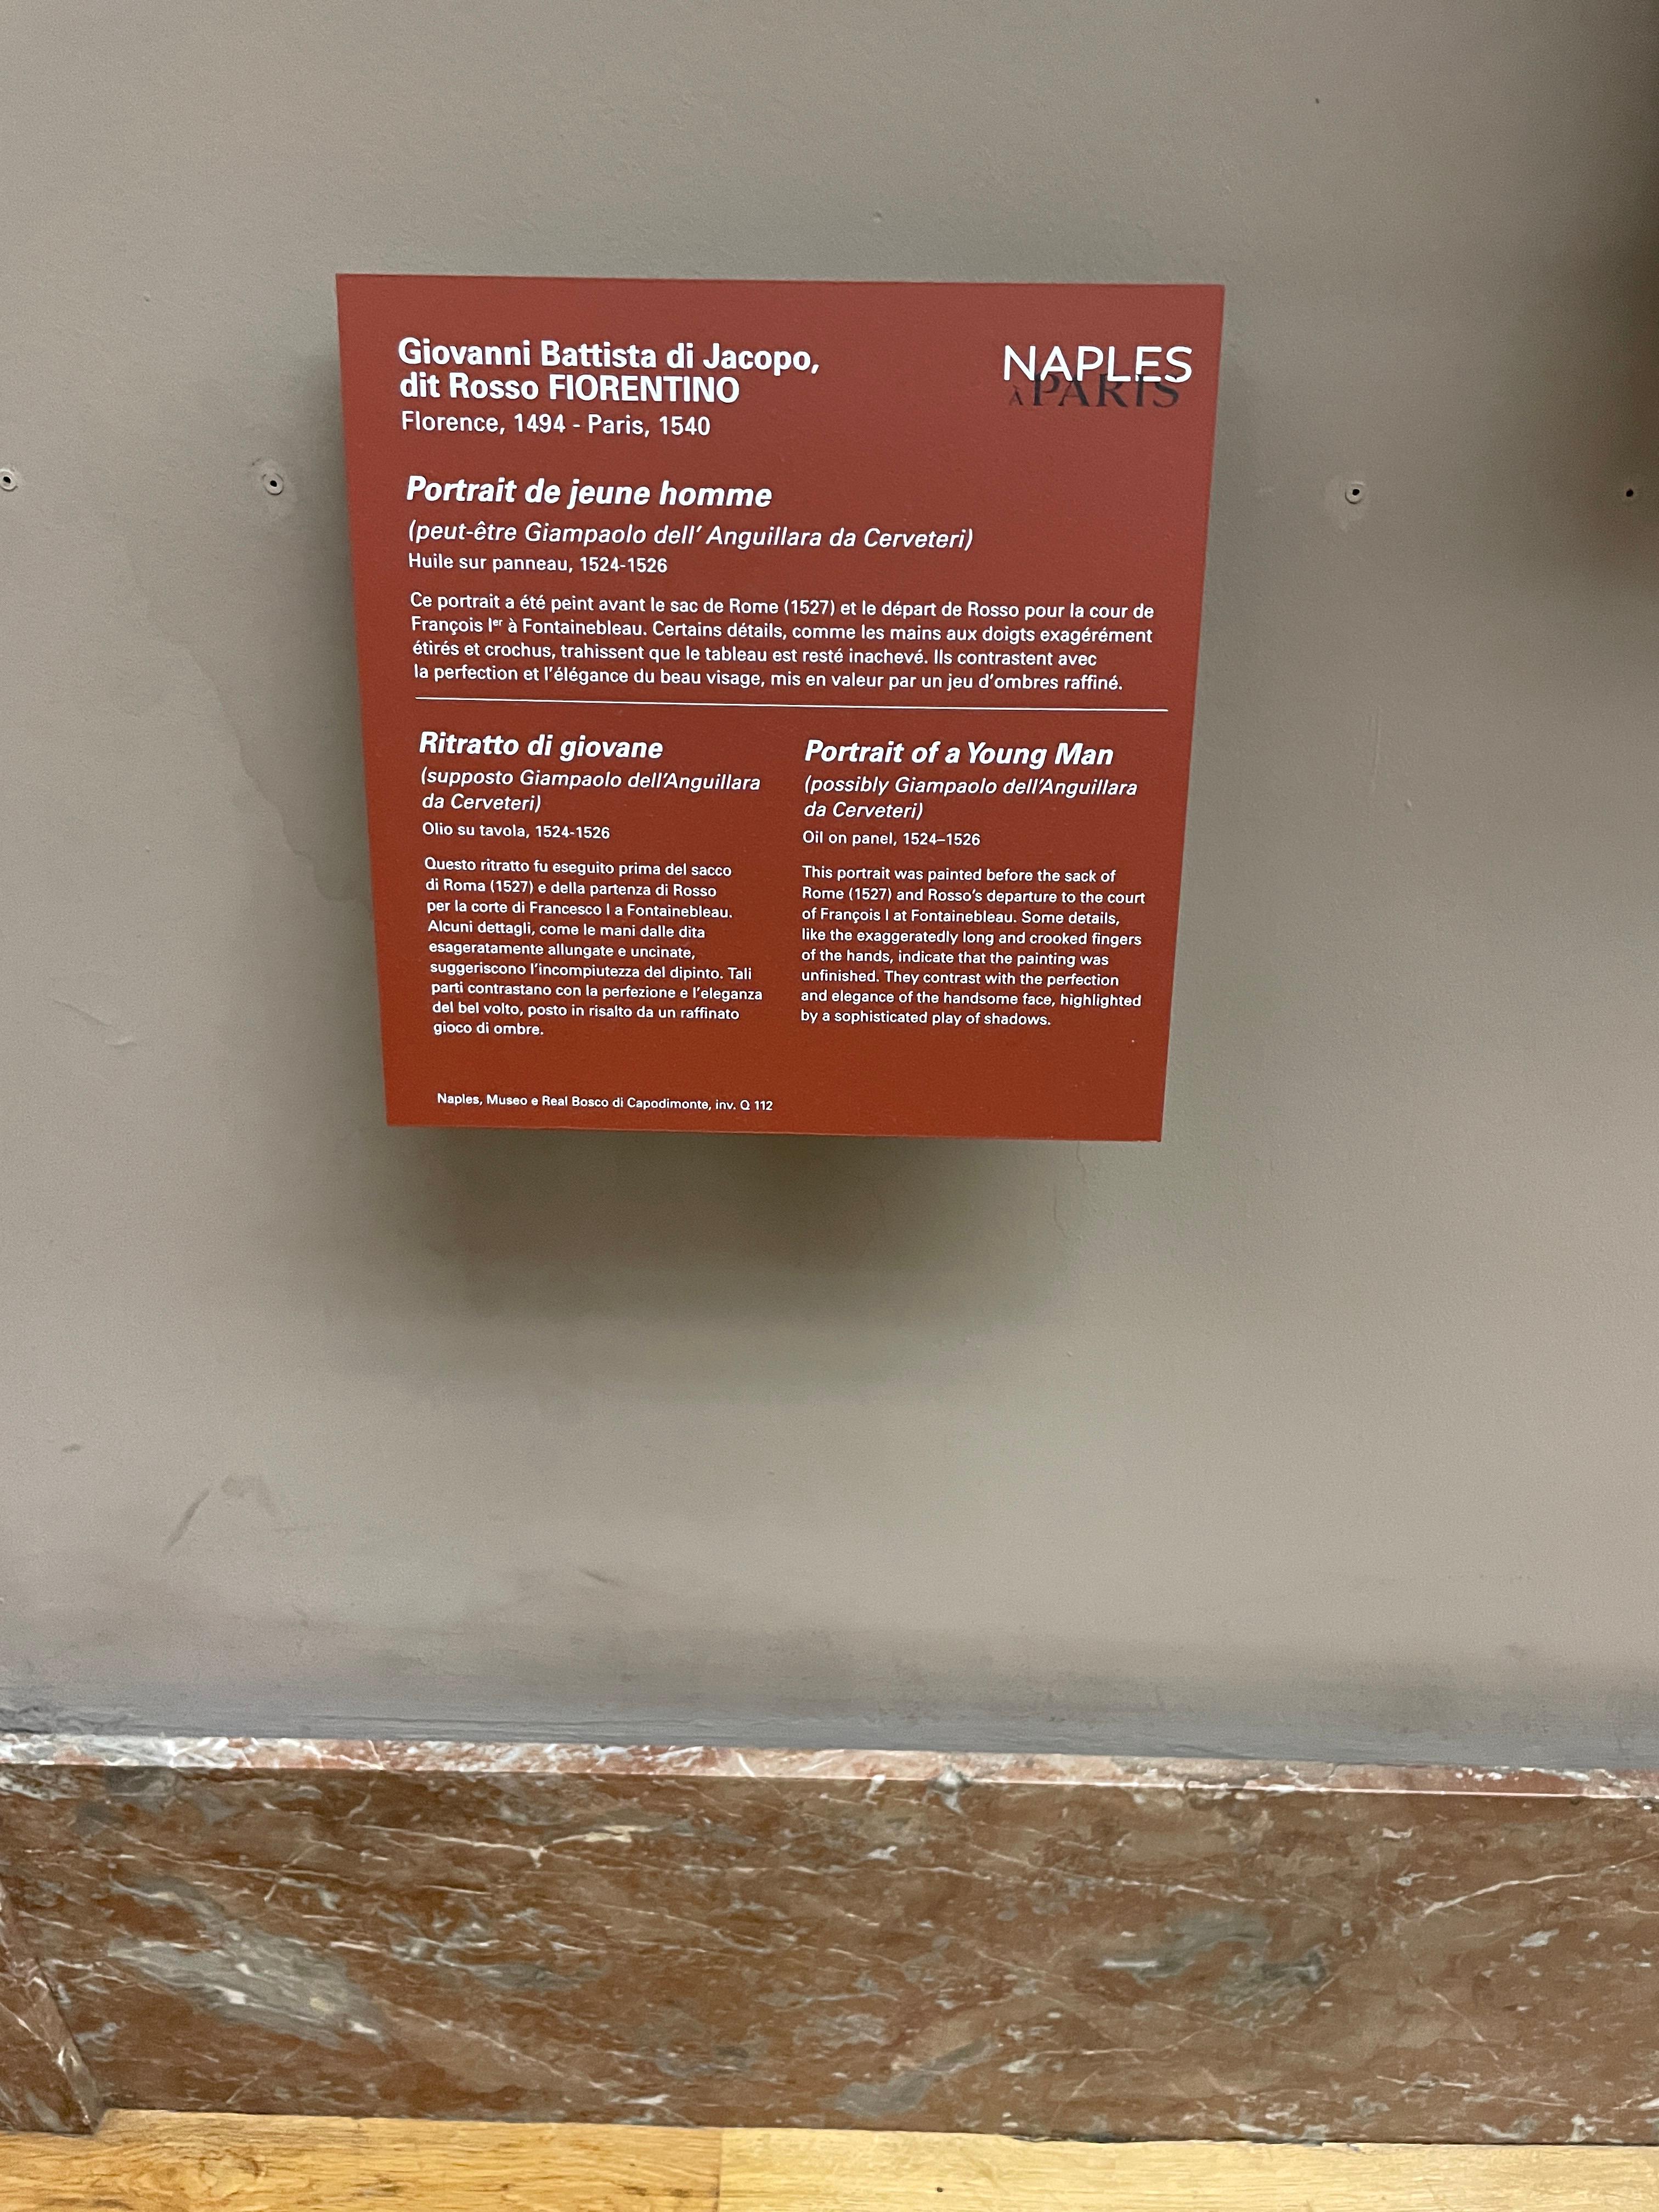 Giovanni Battista di Jacopo,
dit Rosso FIORENTINO
Florence, 1494 - Paris, 1540
NAPLES
À PARIS
Portrait de jeune homme
(peut-être Giampaolo dell' Anguillara da Cerveteri)
Huile sur panneau, 1524-1526
Ce portrait a été peint avant le sac de Rome (1527) et le départ de Rosso pour la cour de
François Ier à Fontainebleau. Certains détails, comme les mains aux doigts exagérément
étirés et crochus, trahissent que le tableau est resté inachevé. Ils contrastent avec
la perfection et l'élégance du beau visage, mis en valeur par un jeu d'ombres raffiné.
Ritratto di giovane
(supposto Giampaolo dell'Anguillara
da Cerveteri)
Olio su tavola, 1524-1526
Questo ritratto fu eseguito prima del sacco
di Roma (1527) e della partenza di Rosso
per la corte di Francesco I a Fontainebleau.
Alcuni dettagli, come le mani dalle dita
esageratamente allungate e uncinate,
suggeriscono l'incompiutezza del dipinto. Tali
parti contrastano con la perfezione e l'eleganza
del bel volto, posto in risalto da un raffinato
gioco di ombre.
Portrait of a Young Man
(possibly Giampaolo dell'Anguillara
da Cerveteri)
Oil on panel, 1524–1526
This portrait was painted before the sack of
Rome (1527) and Rosso's departure to the court
of François I at Fontainebleau. Some details,
like the exaggeratedly long and crooked fingers
of the hands, indicate that the painting was
unfinished. They contrast with the perfection
and elegance of the handsome face, highlighted
by a sophisticated play of shadows.
Naples, Museo e Real Bosco di Capodimonte, inv. Q 112